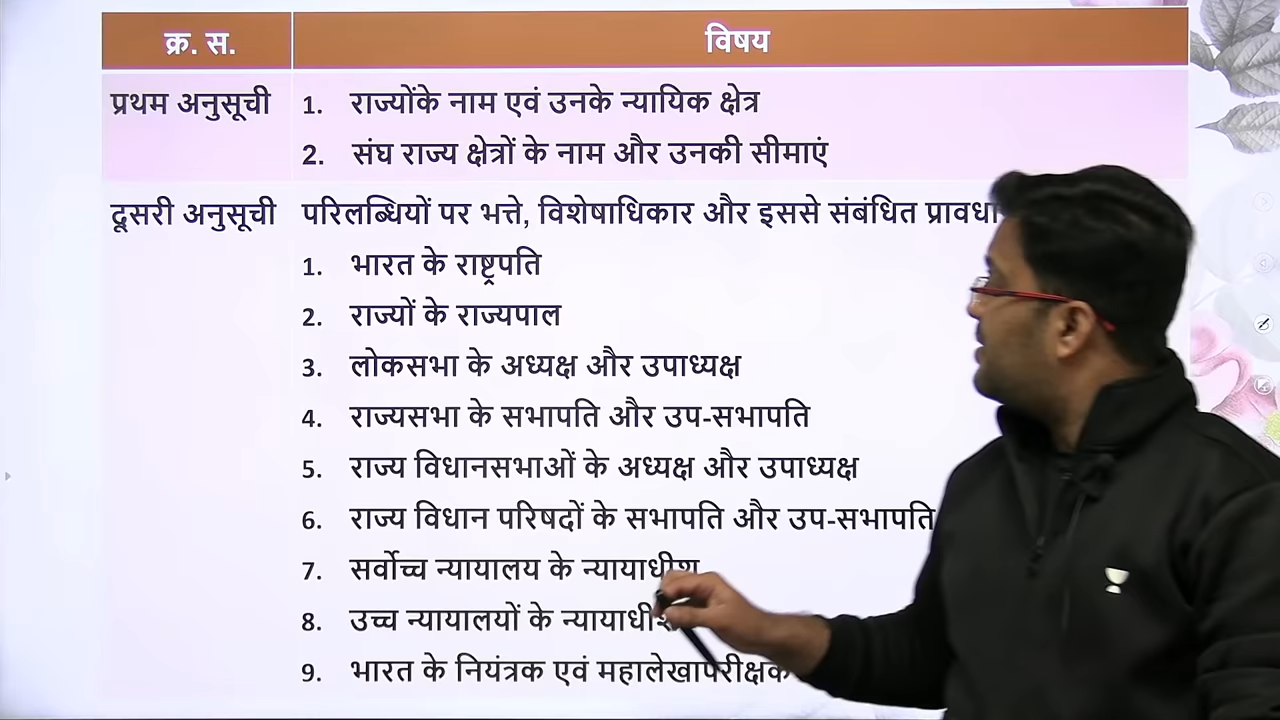 क्र. स. विषय
प्रथम अनुसूची 1. राज्योंके नाम एवं उनके न्यायिक क्षेत्र
2. संघ राज्य क्षेत्रों के नाम और उनकी सीमाएं
दूसरी अनुसूची परिलब्धियों पर भत्ते, विशेषाधिकार और इससे संबंधित
1. भारत के राष्ट्रपति
2. राज्यों के राज्यपाल
3. लोकसभा के अध्यक्ष और उपाध्यक्ष
4. राज्यसभा के सभापति और उप-सभापति
5. राज्य विधानसभाओं के अध्यक्ष और उपाध्यक्ष
6. राज्य विधान परिषदों के सभापति और उप-सभापति
7. सर्वोच्च न्यायालय के न्यायाधीश
8. उच्च न्यायालयों के न्यायाधीश
9. भारत के नियंत्रक एवं महालेखापरीक्षक